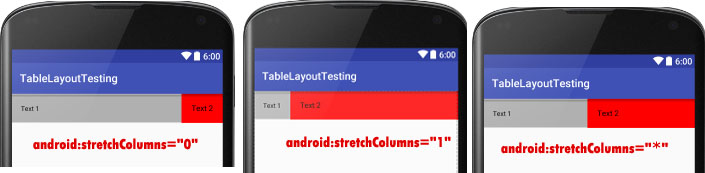 6:00
TableLayoutTesting
Text 1 Text 2
android:stretchColumns="0"
6:00
TableLayoutTesting
Text 1 Text 2
android:stretchColumns="1"
6:00
TableLayoutTesting
Text 1 Text 2
android:stretchColumns="*"